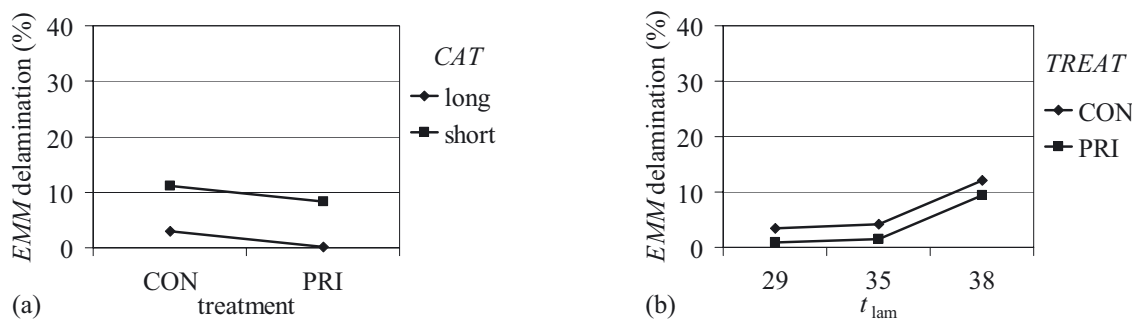 EMM delamination (%)
40
30
20
10
0
CON PRI
treatment
CAT
long
short
(a)
EMM delamination (%)
40
30
20
10
0
29 35 38
t lam
TREAT
CON
PRI
(b)